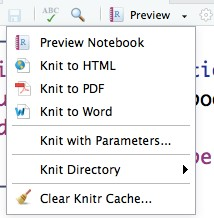 ABC
Preview
Preview Notebook
Knit to HTML
Knit to PDF
Knit to Word
Knit with Parameters...
Knit Directory
Clear Knitr Cache...